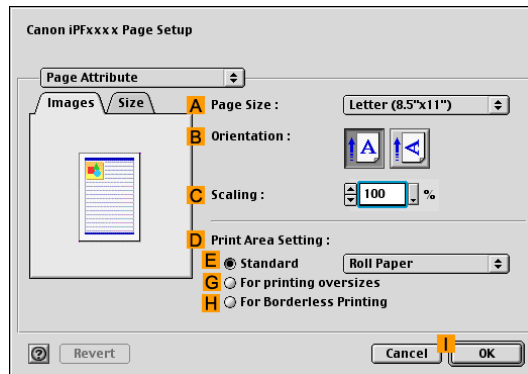 Canon iPFxxxx Page Setup
Page Attribute
Images Size
A Page Size : Letter (8.5"x11")
B Orientation :
A A
C Scaling : 100 %
D Print Area Setting :
E Standard Roll Paper
G For printing oversizes
H For Borderless Printing
? Revert Cancel I OK